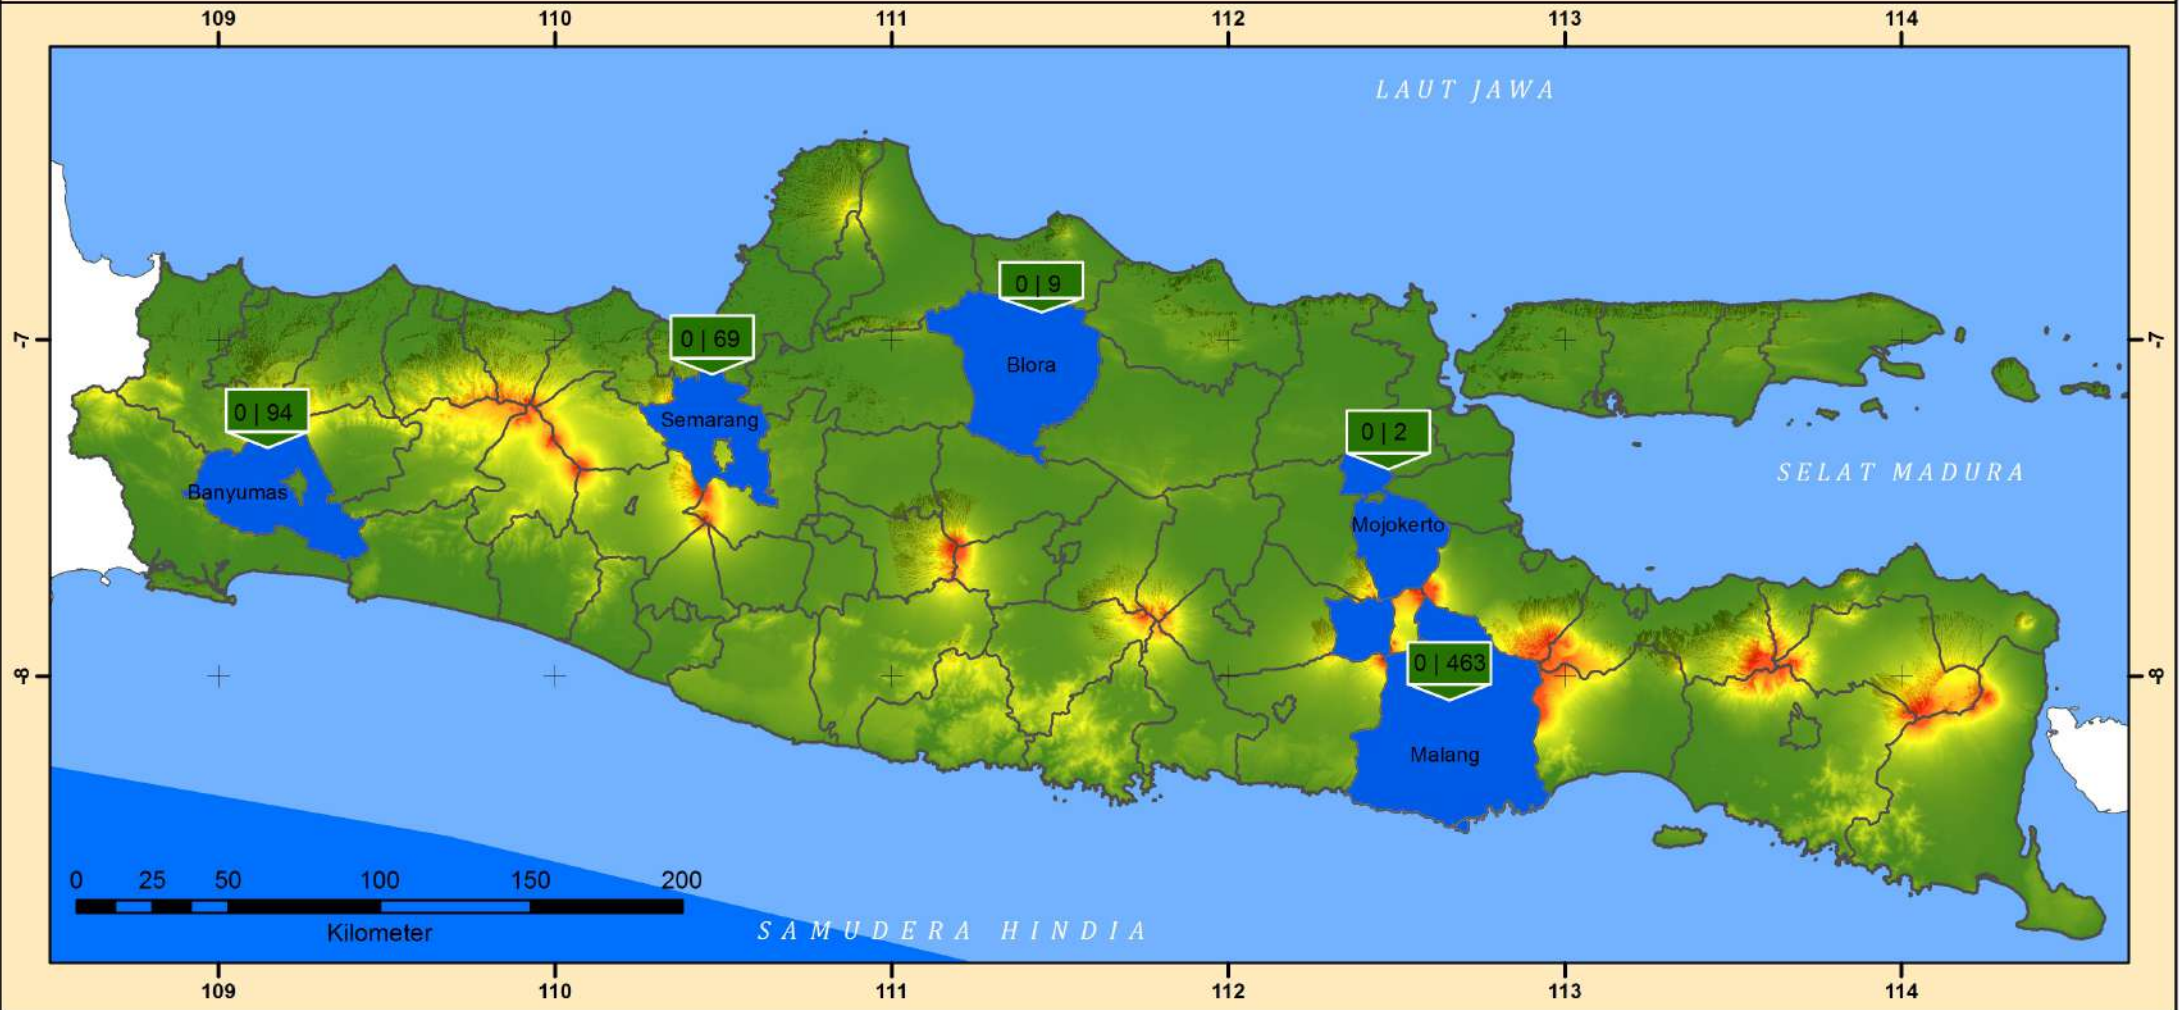 109 110 111 112 113 114
LAUT JAWA
0 | 9
-7 -7
0 | 69
Blora
0 | 94
Semarang
0 | 2
SELAT MADURA
Banyumas
Mojokerto
0 | 463
-8 -8
Malang
0 25 50 100 150 200
Kilometer
SAMUDERA HINDIA
109 110 111 112 113 114